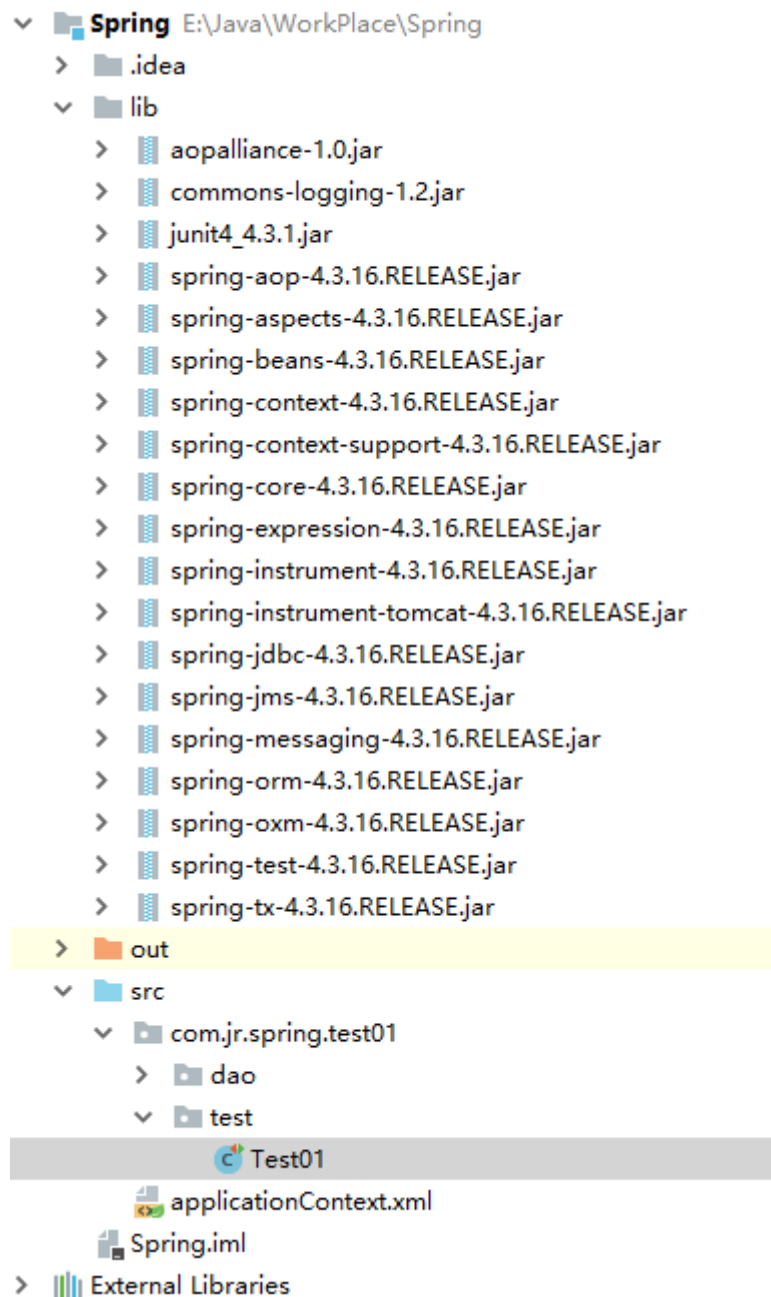 Spring E:\Java\WorkPlace\Spring
.idea
lib
aopalliance-1.0.jar
commons-logging-1.2.jar
junit4_4.3.1.jar
spring-aop-4.3.16.RELEASE.jar
spring-aspects-4.3.16.RELEASE.jar
spring-beans-4.3.16.RELEASE.jar
spring-context-4.3.16.RELEASE.jar
spring-context-support-4.3.16.RELEASE.jar
spring-core-4.3.16.RELEASE.jar
spring-expression-4.3.16.RELEASE.jar
spring-instrument-4.3.16.RELEASE.jar
spring-instrument-tomcat-4.3.16.RELEASE.jar
spring-jdbc-4.3.16.RELEASE.jar
spring-jms-4.3.16.RELEASE.jar
spring-messaging-4.3.16.RELEASE.jar
spring-orm-4.3.16.RELEASE.jar
spring-oxm-4.3.16.RELEASE.jar
spring-test-4.3.16.RELEASE.jar
spring-tx-4.3.16.RELEASE.jar
out
src
com.jr.spring.test01
dao
test
Test01
applicationContext.xml
Spring.iml
External Libraries